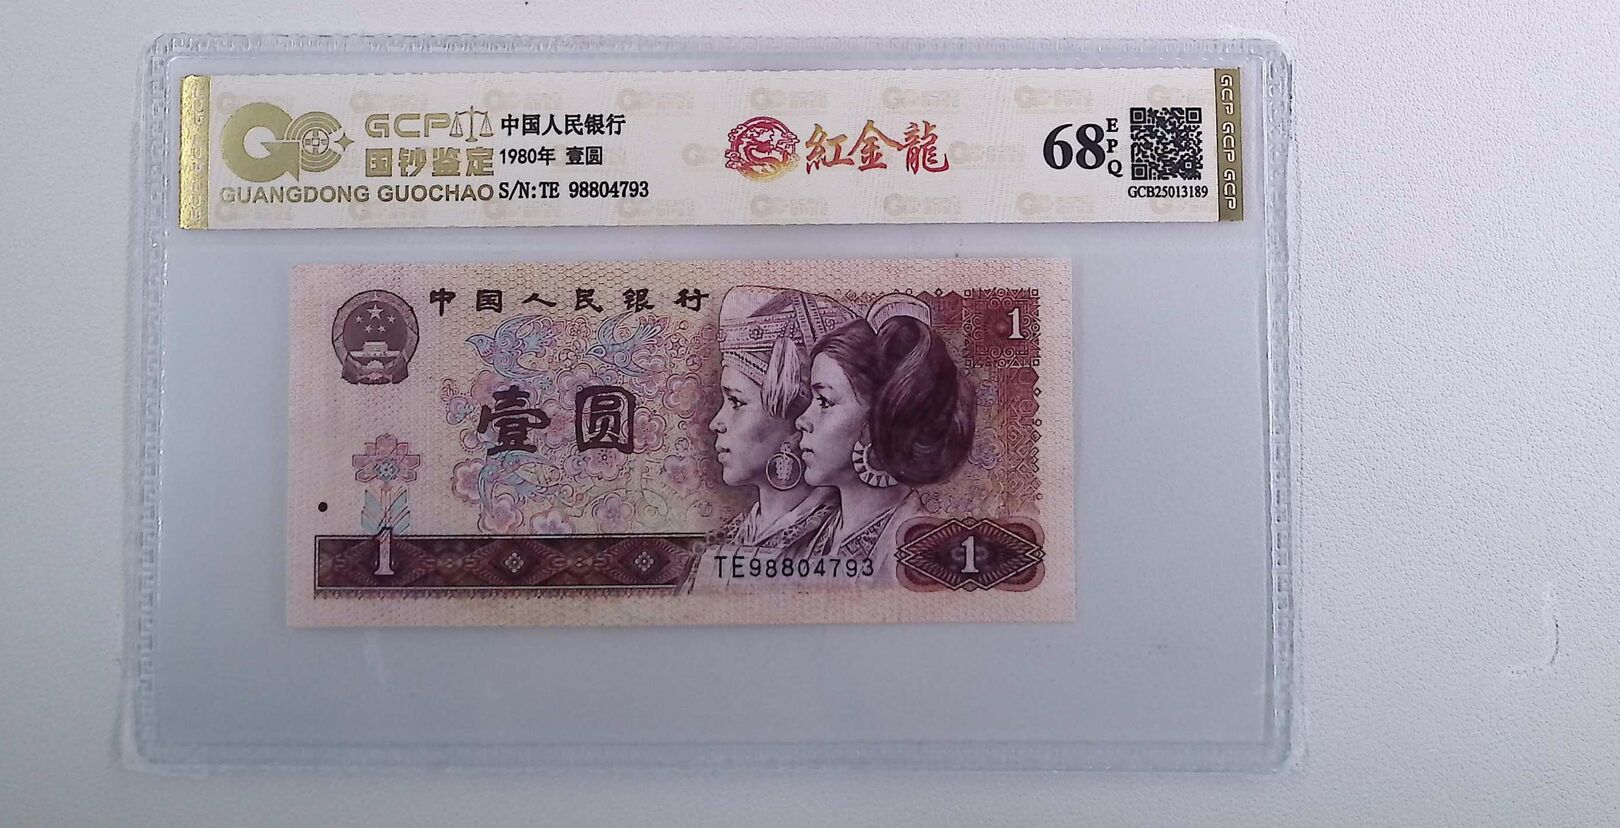 GCP
国钞鉴定
GUANGDONG GUOCHAO
中国人民银行
1980年 壹圆
S/N:TE 98804793
紅金龍
68
EPQ
GCB25013189
GCP GCP GCP
中国人民银行
1
壹圆
1
TE98804793
1